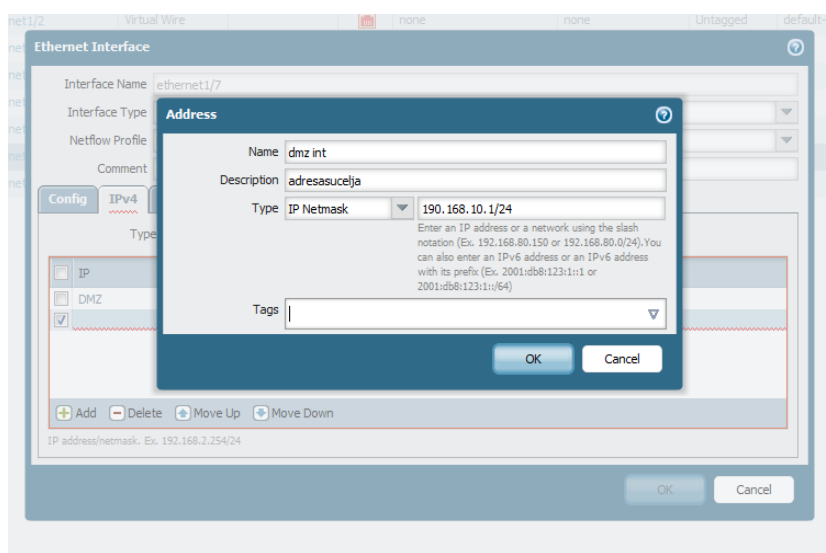 net1/2 Virtual Wire none none Untagged default-
Ethernet Interface
Interface Name ethernet1/7
Interface Type
Netflow Profile
Comment
Config IPv4
Type
IP
DMZ
Add Delete Move Up Move Down
IP address/netmask. Ex. 192.168.2.254/24
OK Cancel
Address
Name dmz int
Description adresasucelja
Type IP Netmask 190.168.10.1/24
Enter an IP address or a network using the slash
notation (Ex. 192.168.80.150 or 192.168.80.0/24).You
can also enter an IPv6 address or an IPv6 address
with its prefix (Ex. 2001:db8:123:1::1 or
2001:db8:123:1::/64)
Tags
OK Cancel